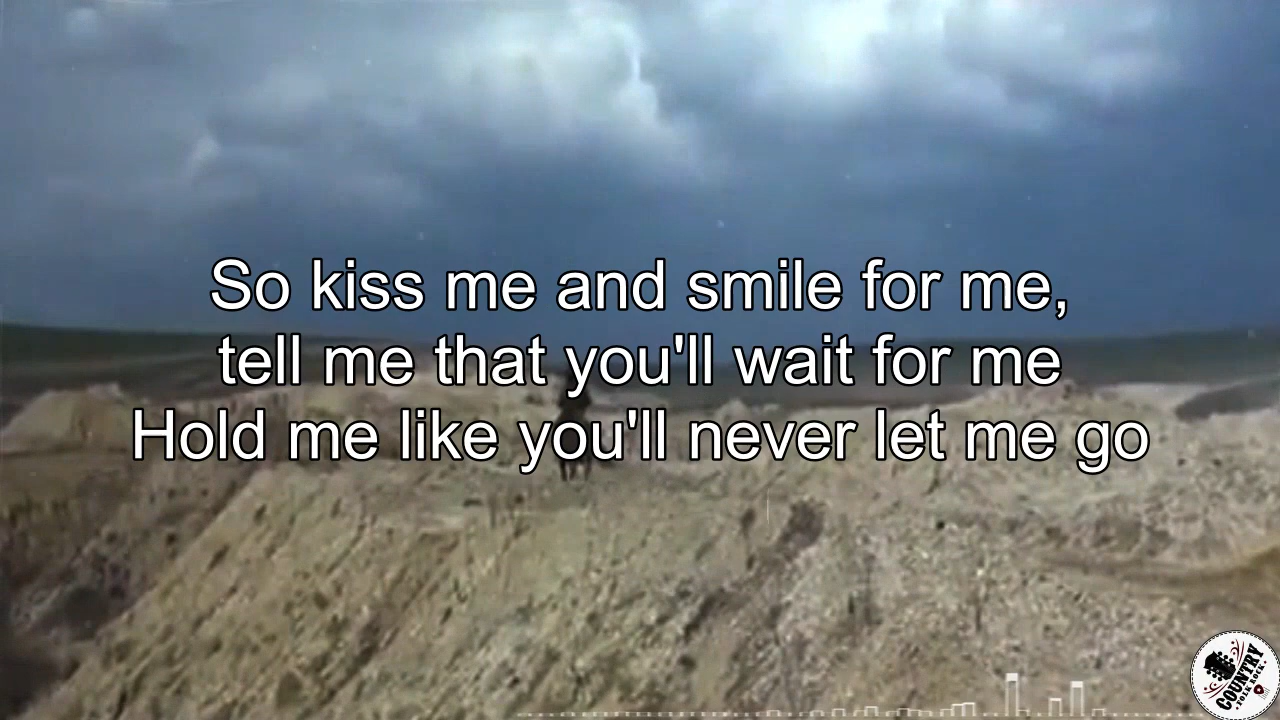 So kiss me and smile for me,
tell me that you'll wait for me
Hold me like you'll never let me go
COUNTRY